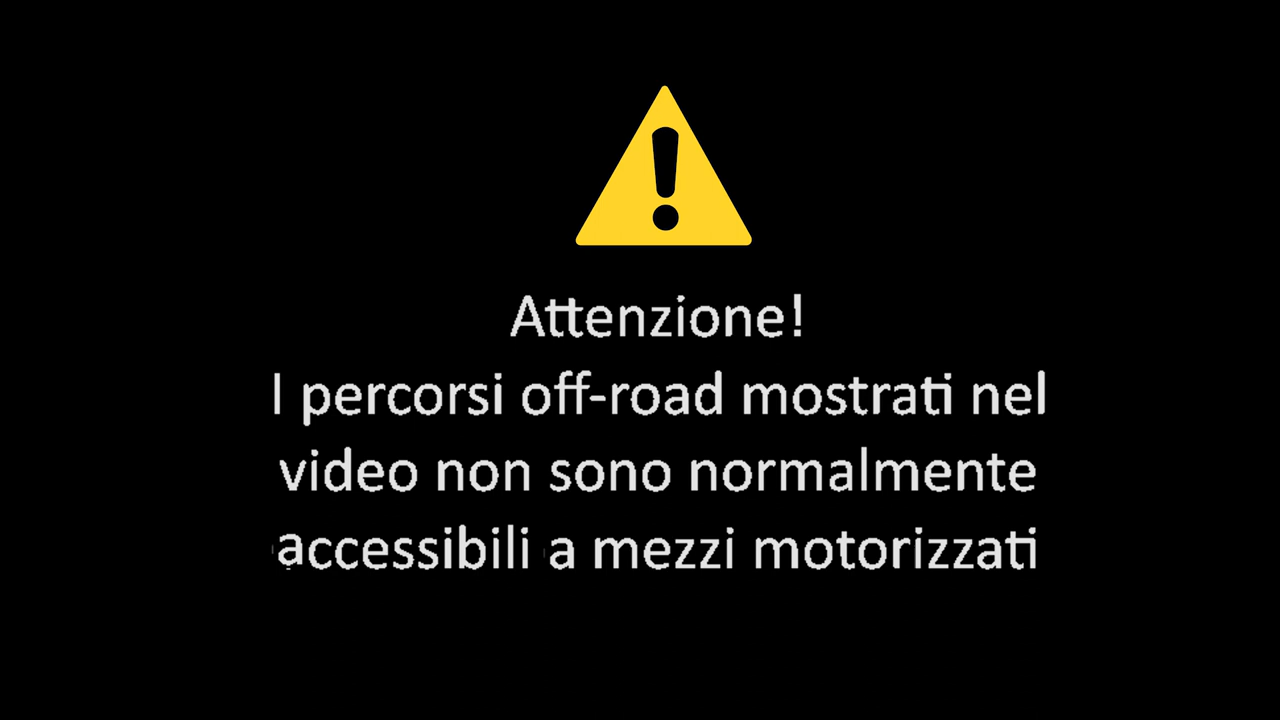 Attenzione!
I percorsi off-road mostrati nel
video non sono normalmente
accessibili a mezzi motorizzati